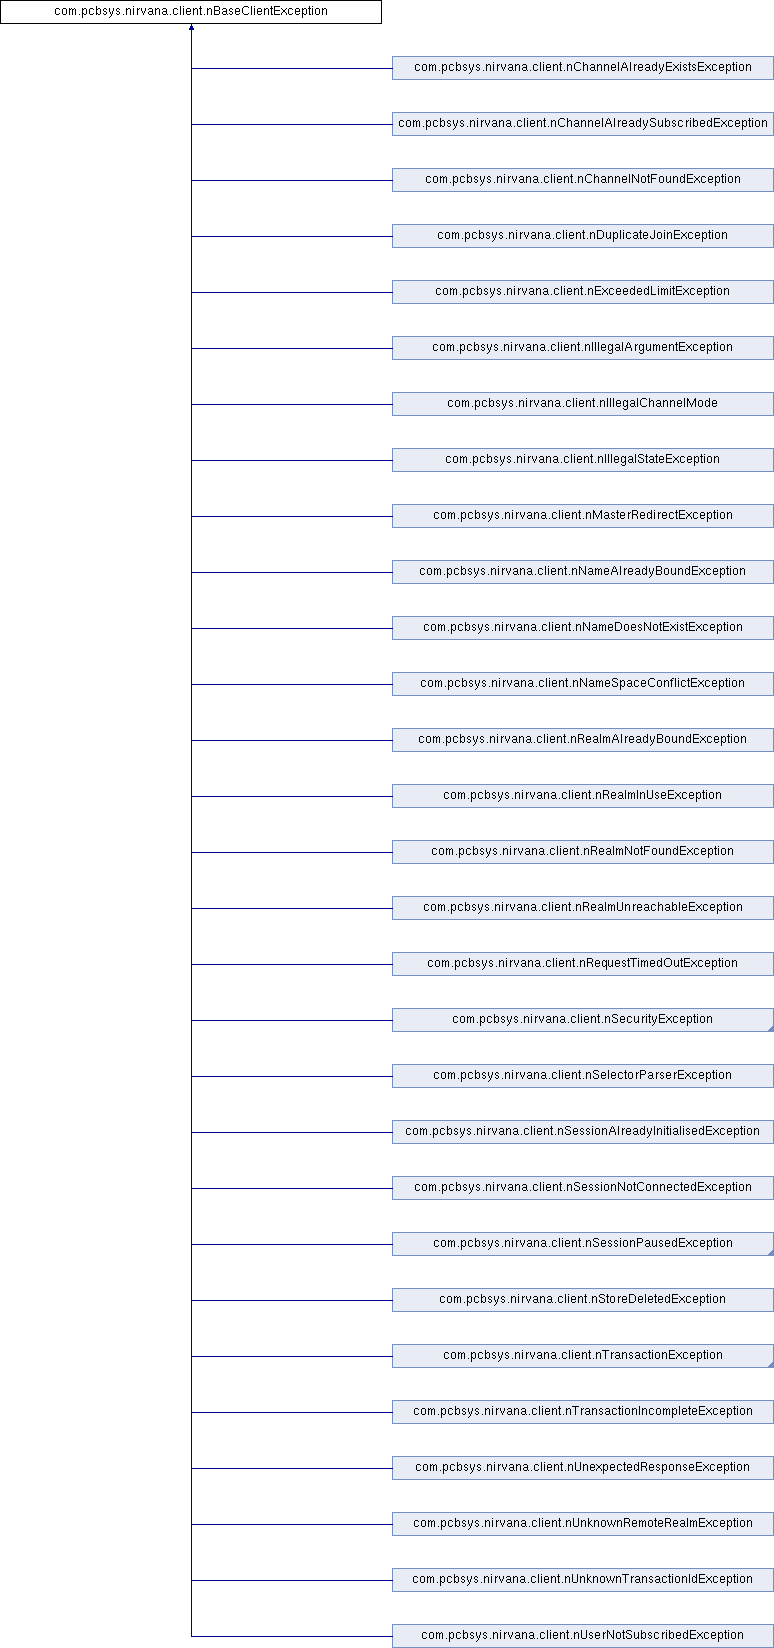 com.pcbsys.nirvana.client.nBaseClientException
com.pcbsys.nirvana.client.nChannelAlreadyExistsException
com.pcbsys.nirvana.client.nChannelAlreadySubscribedException
com.pcbsys.nirvana.client.nChannelNotFoundException
com.pcbsys.nirvana.client.nDuplicateJoinException
com.pcbsys.nirvana.client.nExceededLimitException
com.pcbsys.nirvana.client.nIllegalArgumentException
com.pcbsys.nirvana.client.nIllegalChannelMode
com.pcbsys.nirvana.client.nIllegalStateException
com.pcbsys.nirvana.client.nMasterRedirectException
com.pcbsys.nirvana.client.nNameAlreadyBoundException
com.pcbsys.nirvana.client.nNameDoesNotExistException
com.pcbsys.nirvana.client.nNameSpaceConflictException
com.pcbsys.nirvana.client.nRealmAlreadyBoundException
com.pcbsys.nirvana.client.nRealmInUseException
com.pcbsys.nirvana.client.nRealmNotFoundException
com.pcbsys.nirvana.client.nRealmUnreachableException
com.pcbsys.nirvana.client.nRequestTimedOutException
com.pcbsys.nirvana.client.nSecurityException
com.pcbsys.nirvana.client.nSelectorParserException
com.pcbsys.nirvana.client.nSessionAlreadyInitialisedException
com.pcbsys.nirvana.client.nSessionNotConnectedException
com.pcbsys.nirvana.client.nSessionPausedException
com.pcbsys.nirvana.client.nStoreDeletedException
com.pcbsys.nirvana.client.nTransactionException
com.pcbsys.nirvana.client.nTransactionIncompleteException
com.pcbsys.nirvana.client.nUnexpectedResponseException
com.pcbsys.nirvana.client.nUnknownRemoteRealmException
com.pcbsys.nirvana.client.nUnknownTransactionIdException
com.pcbsys.nirvana.client.nUserNotSubscribedException